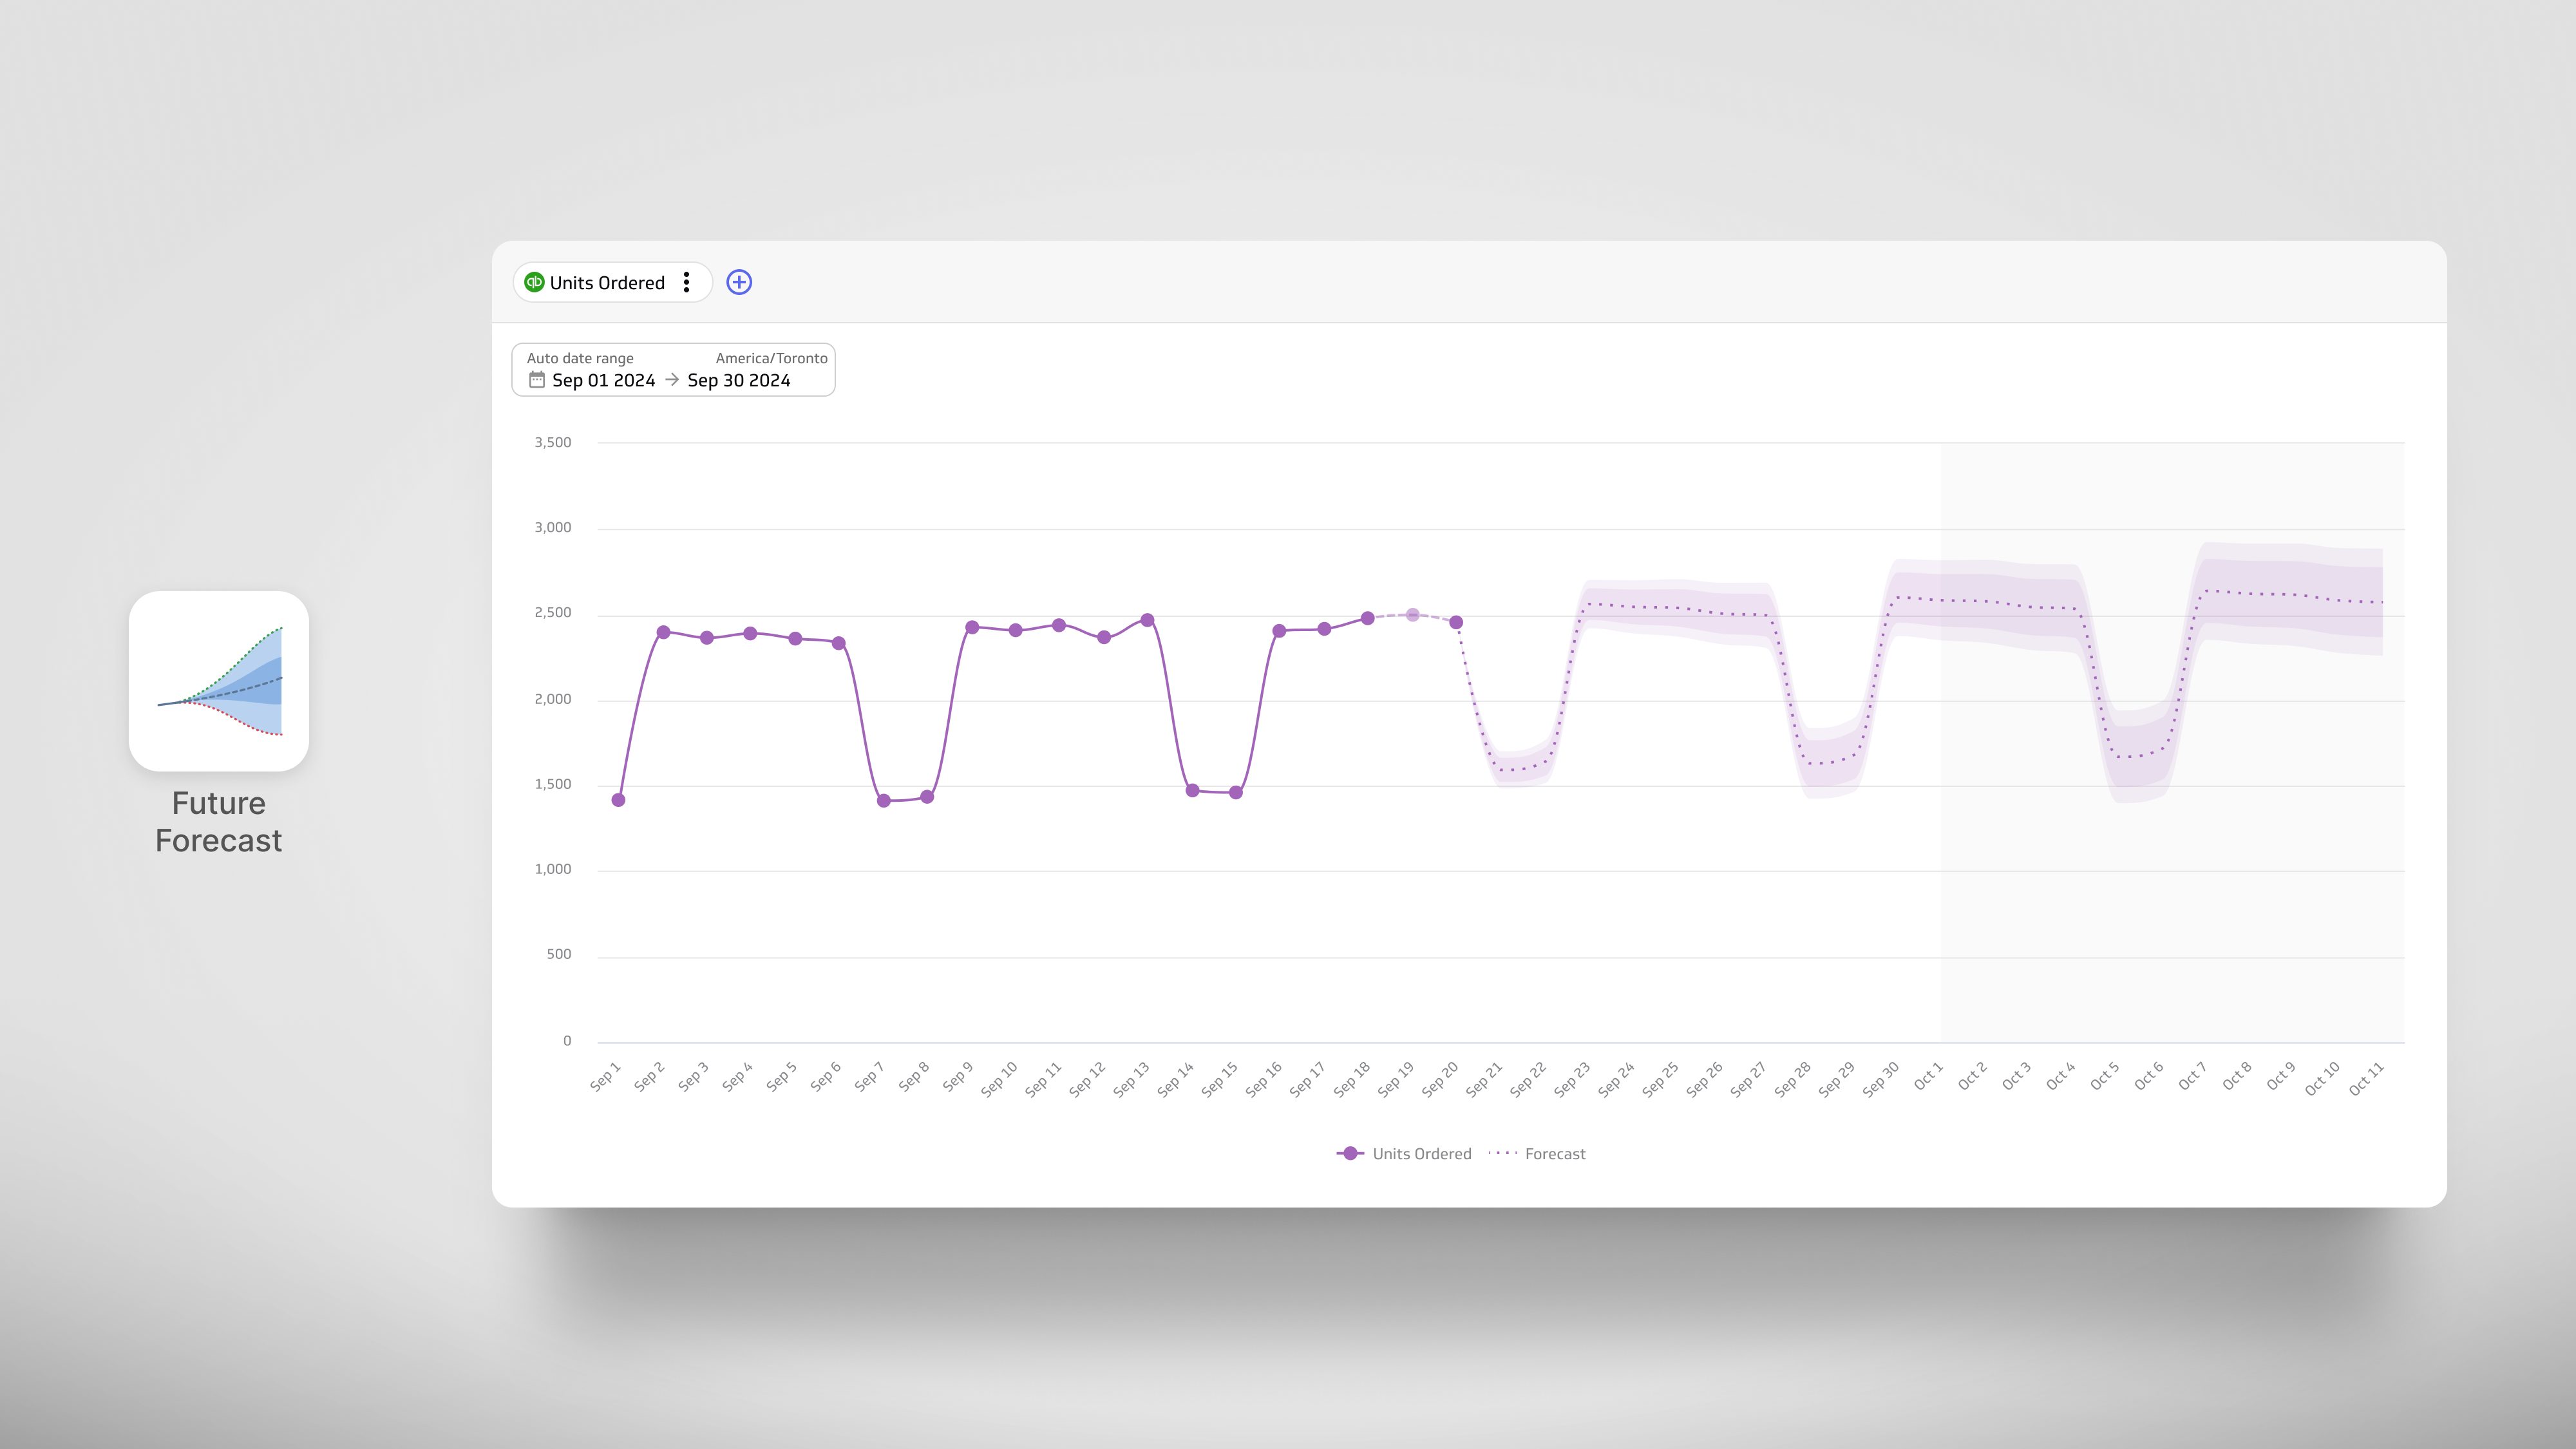 Future
Forecast
qb Units Ordered
Auto date range America/Toronto
Sep 01 2024 → Sep 30 2024
3,500
3,000
2,500
2,000
1,500
1,000
500
0
Sep 1 Sep 2 Sep 3 Sep 4 Sep 5 Sep 6 Sep 7 Sep 8 Sep 9 Sep 10 Sep 11 Sep 12 Sep 13 Sep 14 Sep 15 Sep 16 Sep 17 Sep 18 Sep 19 Sep 20 Sep 21 Sep 22 Sep 23 Sep 24 Sep 25 Sep 26 Sep 27 Sep 28 Sep 29 Sep 30 Oct 1 Oct 2 Oct 3 Oct 4 Oct 5 Oct 6 Oct 7 Oct 8 Oct 9 Oct 10 Oct 11
Units Ordered Forecast